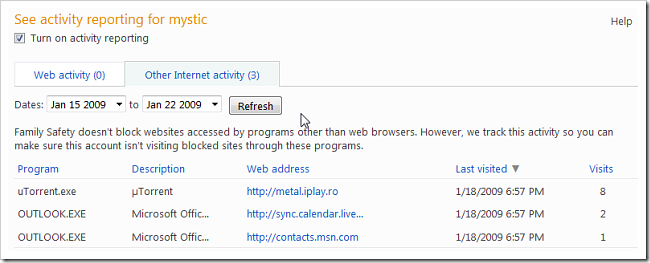 See activity reporting for mystic
Help
Turn on activity reporting
Web activity (0) Other Internet activity (3)
Dates: Jan 15 2009 to Jan 22 2009 Refresh
Family Safety doesn't block websites accessed by programs other than web browsers. However, we track this activity so you can
make sure this account isn't visiting blocked sites through these programs.
Program Description Web address Last visited ▼ Visits
uTorrent.exe µTorrent http://metal.iplay.ro 1/18/2009 6:57 PM 8
OUTLOOK.EXE Microsoft Offic... http://sync.calendar.live... 1/18/2009 6:57 PM 2
OUTLOOK.EXE Microsoft Offic... http://contacts.msn.com 1/18/2009 6:57 PM 1